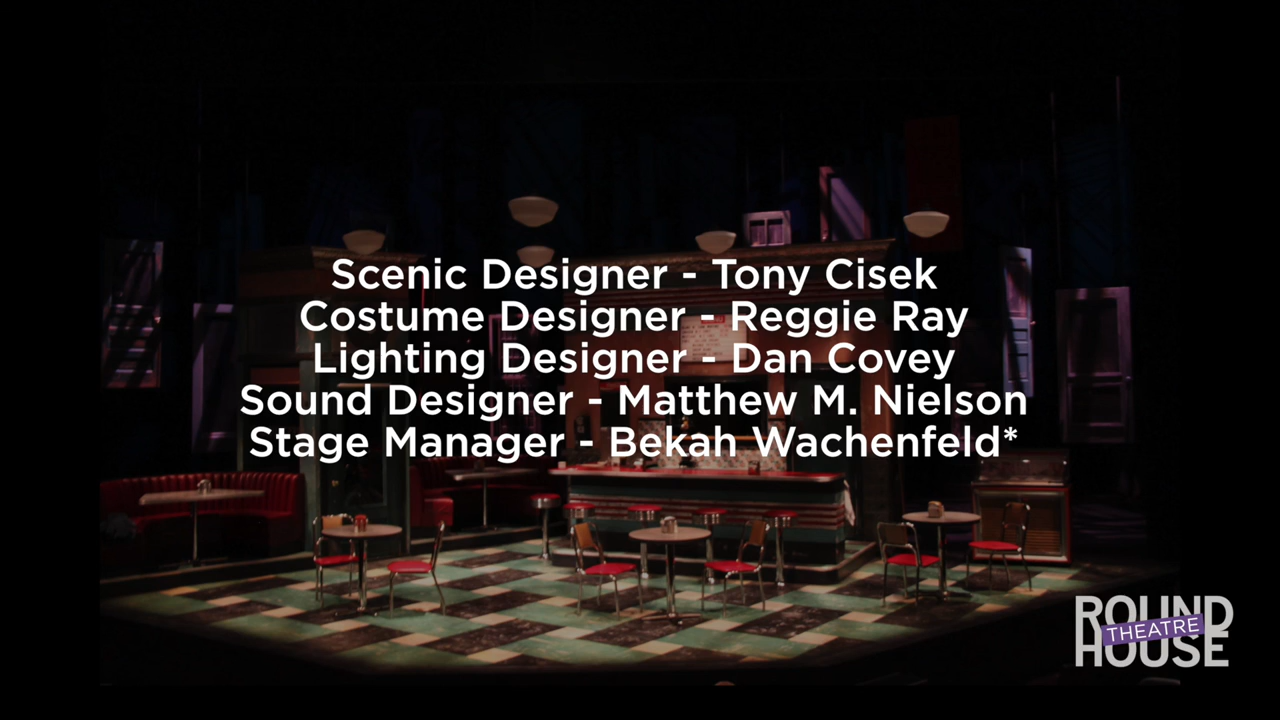 Scenic Designer - Tony Cisek
Costume Designer - Reggie Ray
Lighting Designer - Dan Covey
Sound Designer - Matthew M. Nielson
Stage Manager - Bekah Wachenfeld*
ROUND
THEATRE
HOUSE